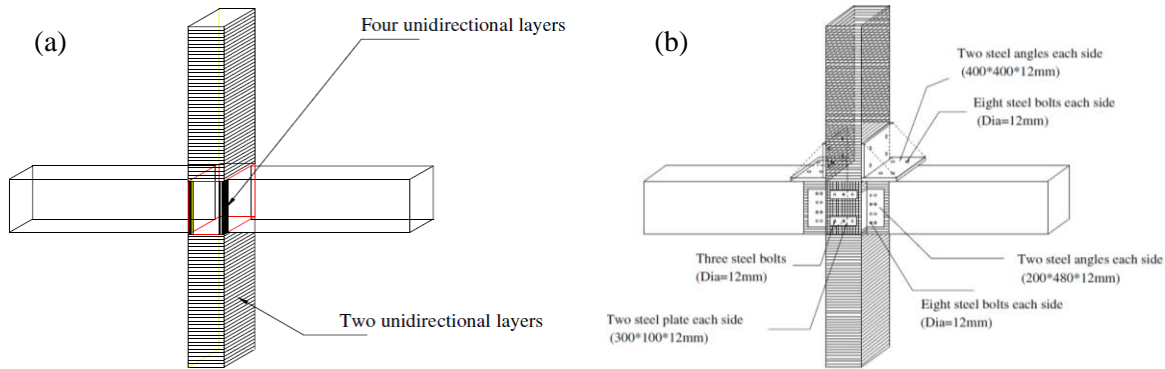 (a)
Four unidirectional layers
Two unidirectional layers
(b)
Two steel angles each side
(400*400*12mm)
Eight steel bolts each side
(Dia=12mm)
Three steel bolts
(Dia=12mm)
Two steel angles each side
(200*480*12mm)
Eight steel bolts each side
(Dia=12mm)
Two steel plate each side
(300*100*12mm)